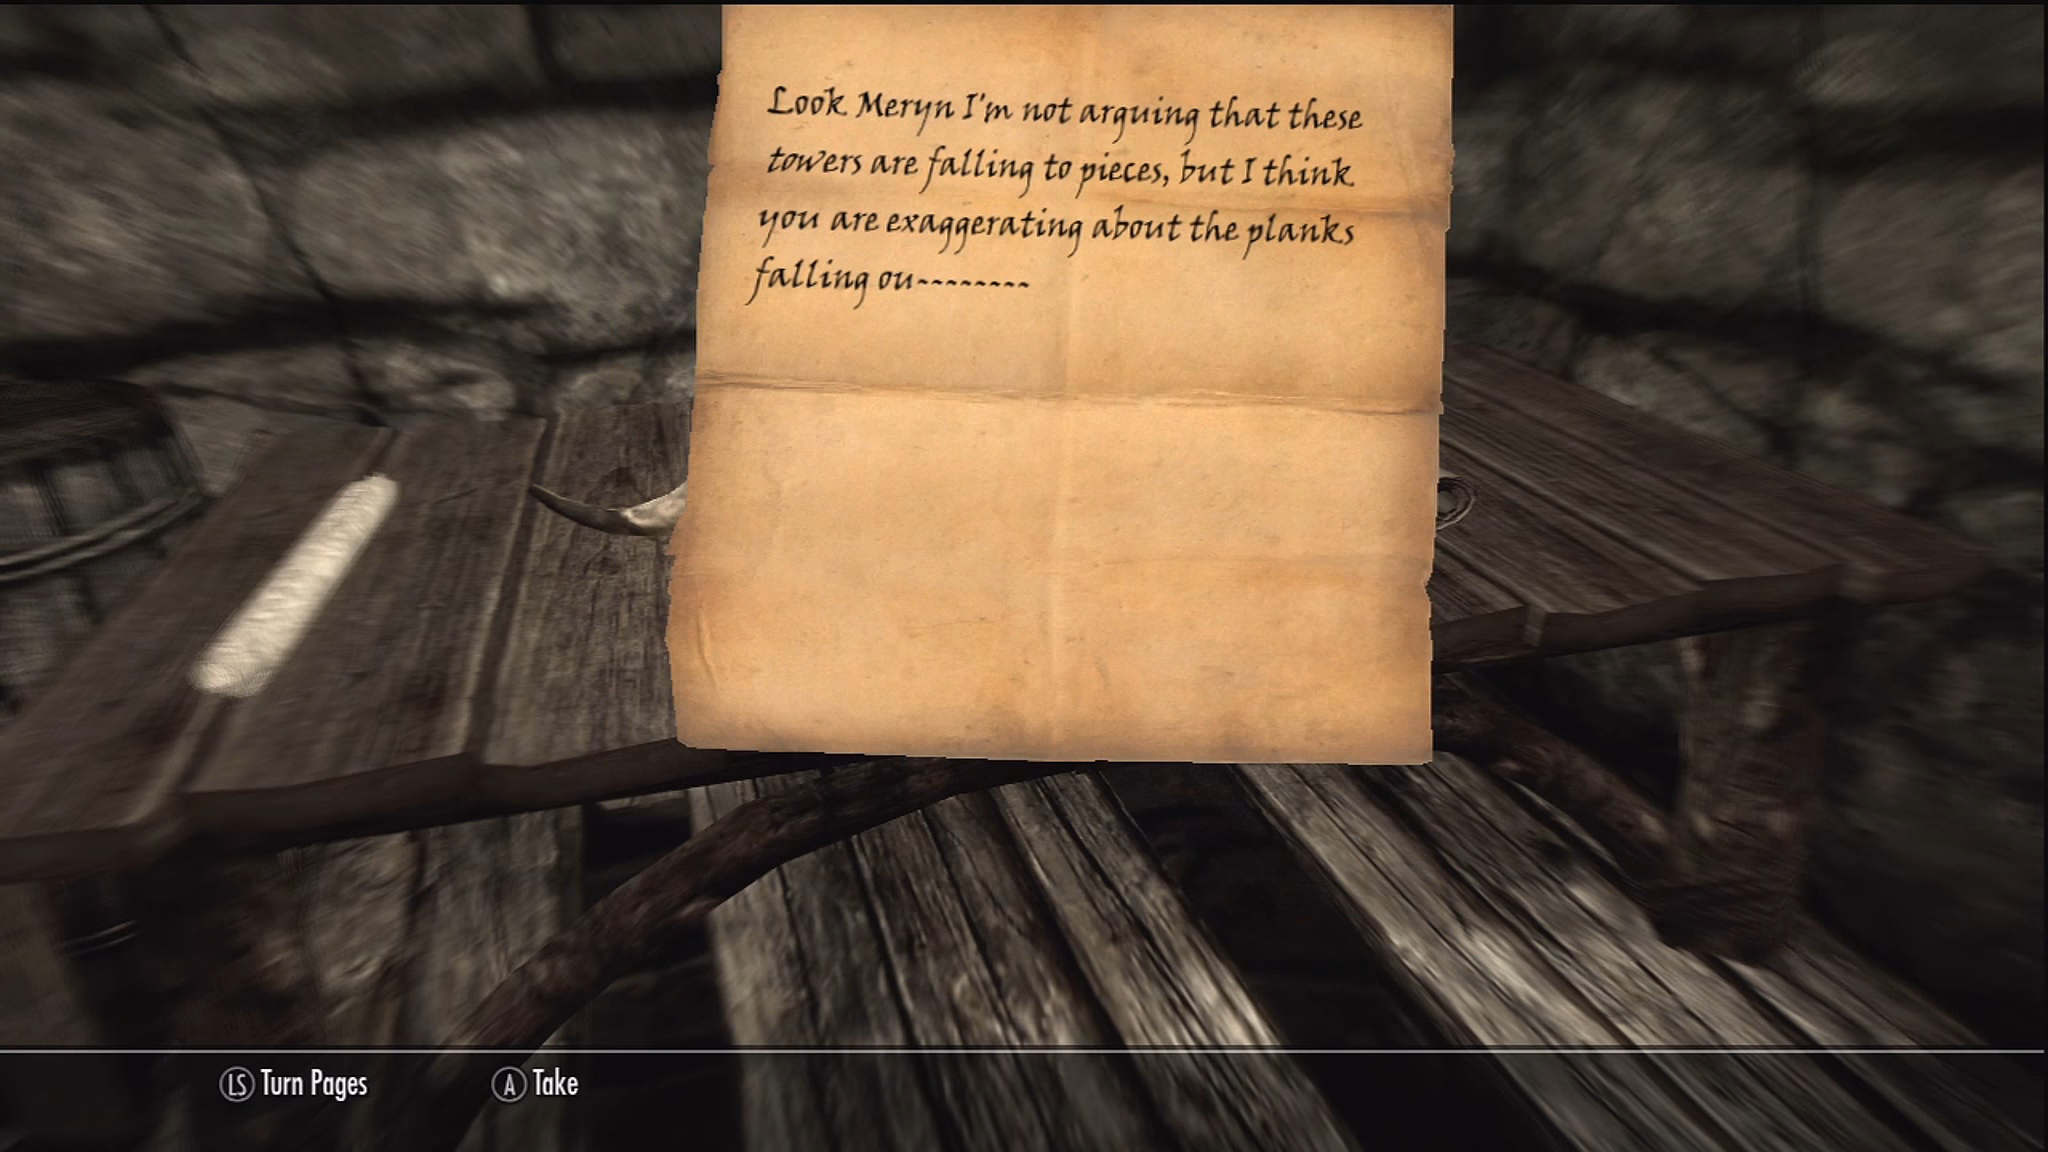 Look Meryn I'm not arguing that these
towers are falling to pieces, but I think
you are exaggerating about the planks
falling ou--------
LS Turn Pages
A Take